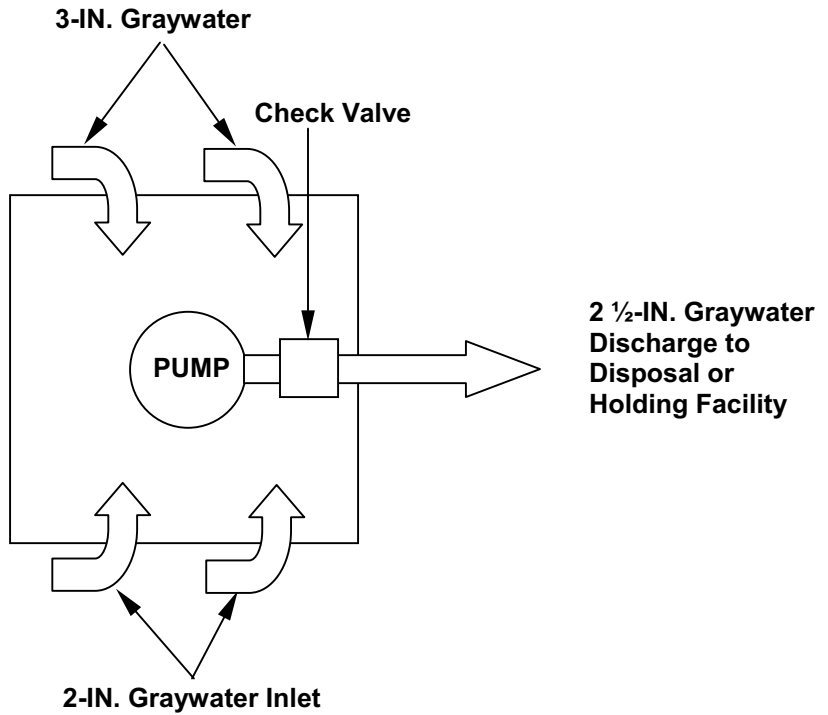 3-IN. Graywater
Check Valve
PUMP
2 ½-IN. Graywater
Discharge to
Disposal or
Holding Facility
2-IN. Graywater Inlet